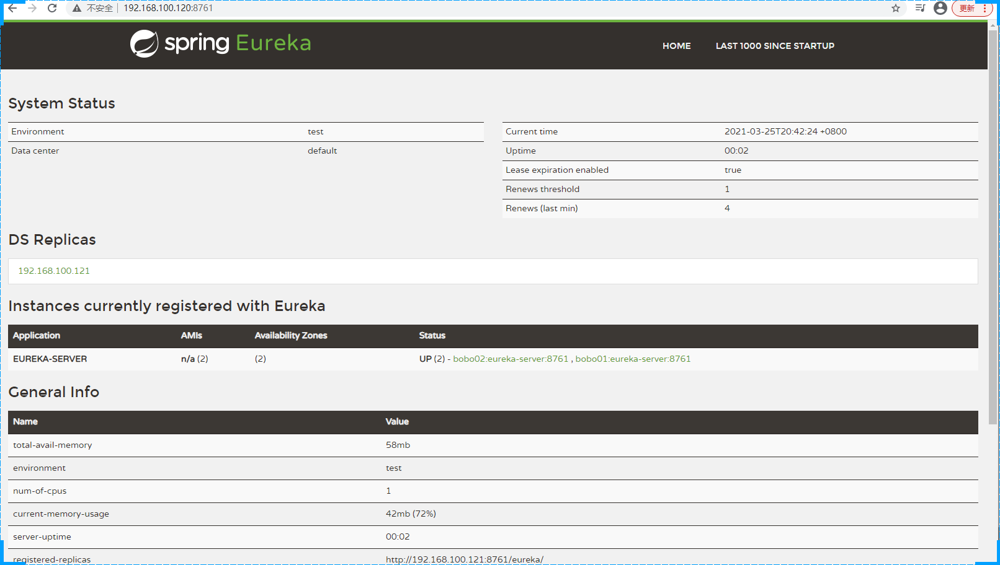 不安全 192.168.100.120:8761 更新
spring Eureka HOME LAST 1000 SINCE STARTUP
System Status
Environment test Current time 2021-03-25T20:42:24 +0800
Data center default Uptime 00:02
Lease expiration enabled true
Renews threshold 1
Renews (last min) 4
DS Replicas
192.168.100.121
Instances currently registered with Eureka
Application AMIs Availability Zones Status
EUREKA-SERVER n/a (2) (2) UP (2) - bobo02:eureka-server:8761 , bobo01:eureka-server:8761
General Info
Name Value
total-avail-memory 58mb
environment test
num-of-cpus 1
current-memory-usage 42mb (72%)
server-uptime 00:02
registered-replicas http://192.168.100.121:8761/eureka/